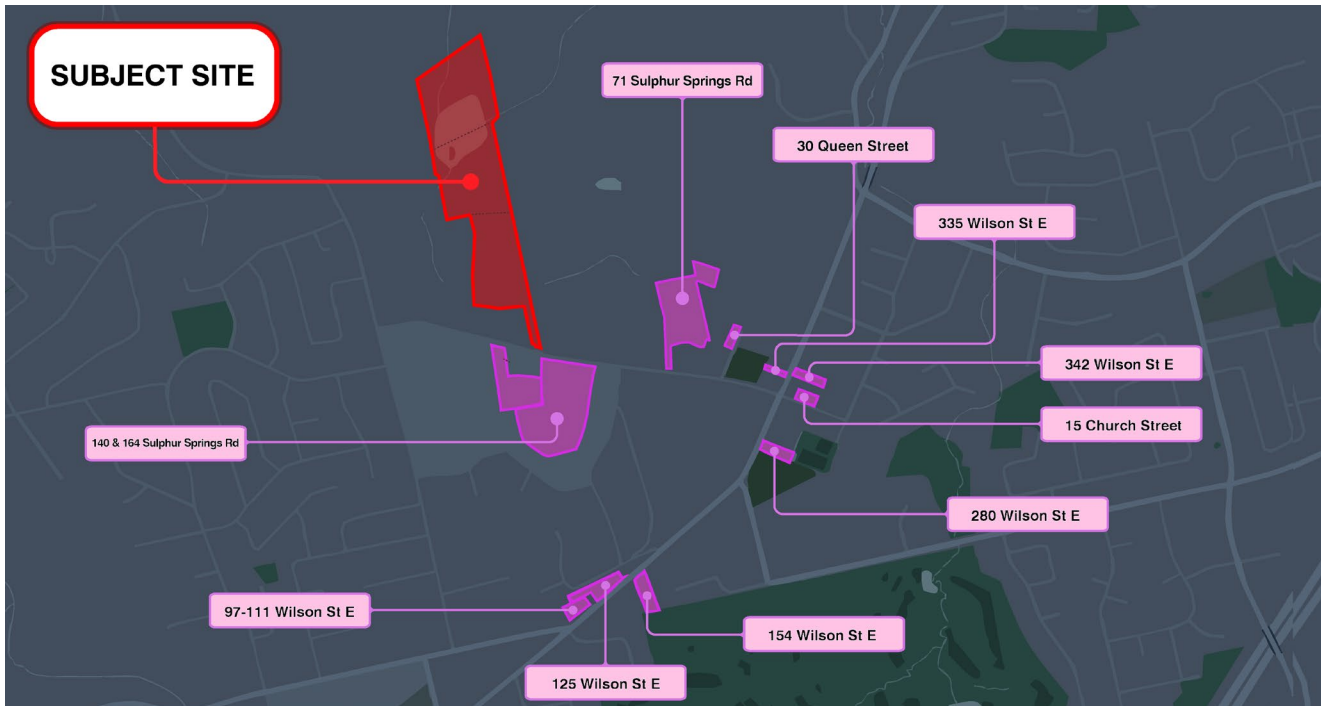 SUBJECT SITE
71 Sulphur Springs Rd
30 Queen Street
335 Wilson St E
342 Wilson St E
15 Church Street
140 & 164 Sulphur Springs Rd
280 Wilson St E
97-111 Wilson St E
154 Wilson St E
125 Wilson St E